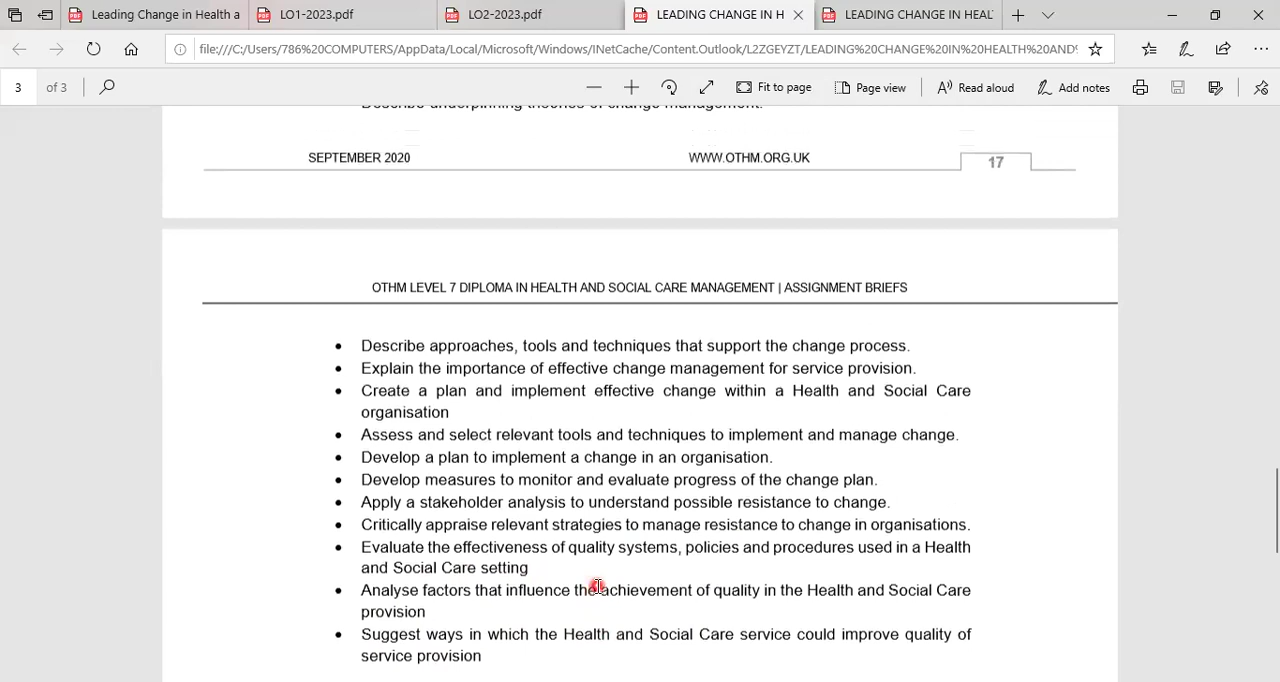 Leading Change in Health a
LO1-2023.pdf
LO2-2023.pdf
LEADING CHANGE IN H
LEADING CHANGE IN HEAL
file:///C:/Users/786%20COMPUTERS/AppData/Local/Microsoft/Windows/INetCache/Content.Outlook/L2ZGEYZT/LEADING%20CHANGE%20IN%20HEALTH%20AND%
3 of 3
Fit to page
Page view
Read aloud
Add notes
Describe underpinning theories of change management.
SEPTEMBER 2020
WWW.OTHM.ORG.UK
17
OTHM LEVEL 7 DIPLOMA IN HEALTH AND SOCIAL CARE MANAGEMENT | ASSIGNMENT BRIEFS
• Describe approaches, tools and techniques that support the change process.
• Explain the importance of effective change management for service provision.
• Create a plan and implement effective change within a Health and Social Care
organisation
• Assess and select relevant tools and techniques to implement and manage change.
• Develop a plan to implement a change in an organisation.
• Develop measures to monitor and evaluate progress of the change plan.
• Apply a stakeholder analysis to understand possible resistance to change.
• Critically appraise relevant strategies to manage resistance to change in organisations.
• Evaluate the effectiveness of quality systems, policies and procedures used in a Health
and Social Care setting
• Analyse factors that influence the achievement of quality in the Health and Social Care
provision
• Suggest ways in which the Health and Social Care service could improve quality of
service provision